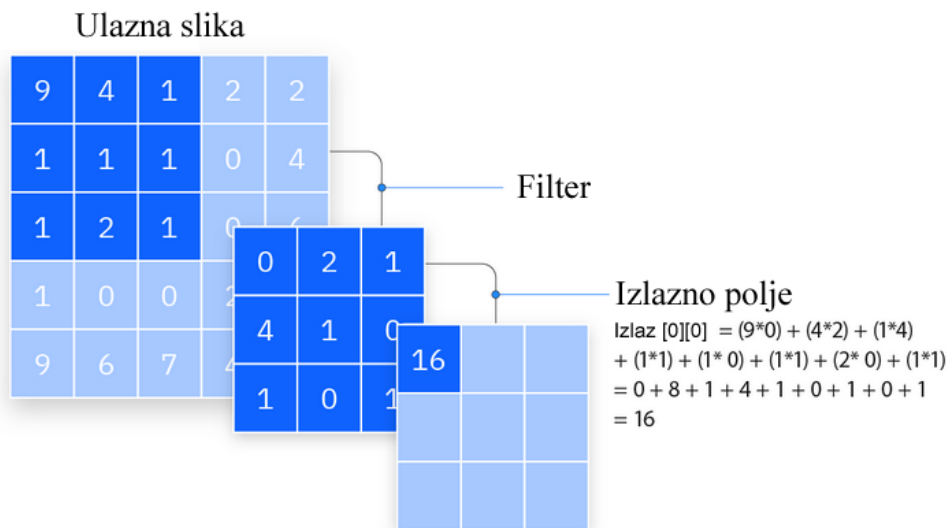 Ulazna slika
9 4 1 2 2
1 1 1 0 4
1 2 1 0
1 0 0
9 6 7
Filter
0 2 1
4 1 0
1 0 1
Izlazno polje
16
Izlaz [0][0] = (9*0) + (4*2) + (1*4)
+ (1*1) + (1* 0) + (1*1) + (2* 0) + (1*1)
= 0 + 8 + 1 + 4 + 1 + 0 + 1 + 0 + 1
= 16